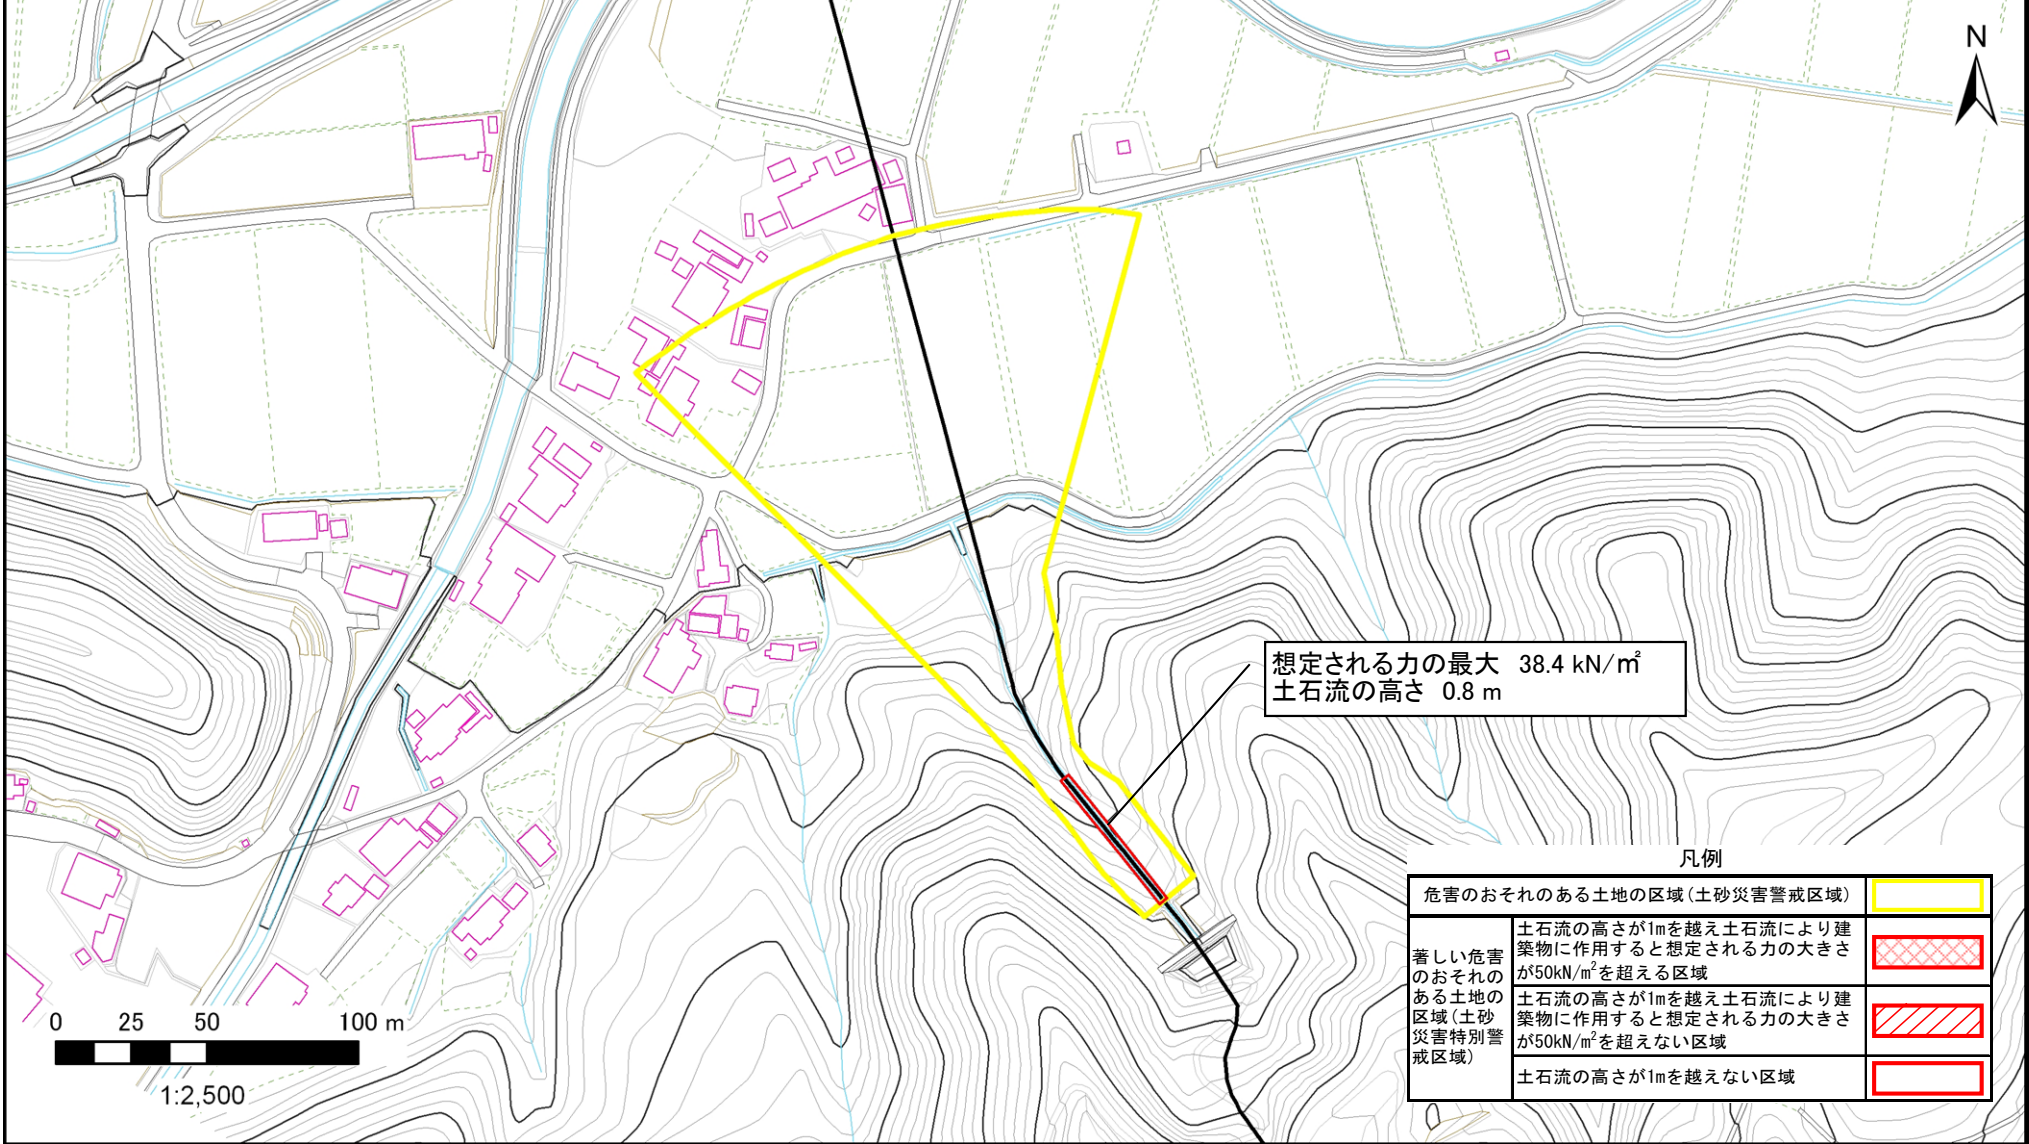 N
想定される力の最大 38.4 kN/㎡
土石流の高さ 0.8 m
凡例
危害のおそれのある土地の区域(土砂災害警戒区域)
著しい危害
のおそれの
ある土地の
区域(土砂
災害特別警
戒区域)
土石流の高さが1mを越え土石流により建
築物に作用すると想定される力の大きさ
が50kN/m²を超える区域
土石流の高さが1mを越え土石流により建
築物に作用すると想定される力の大きさ
が50kN/m²を超えない区域
土石流の高さが1mを越えない区域
0 25 50 100 m
1:2,500